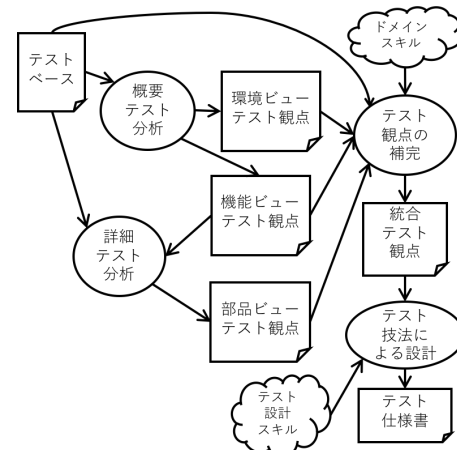 テスト
ベース
ドメイン
スキル
概要
テスト
分析
環境ビュー
テスト観点
テスト
観点の
補完
機能ビュー
テスト観点
統合
テスト
観点
詳細
テスト
分析
部品ビュー
テスト観点
テスト
技法に
よる設計
テスト
設計
スキル
テスト
仕様書